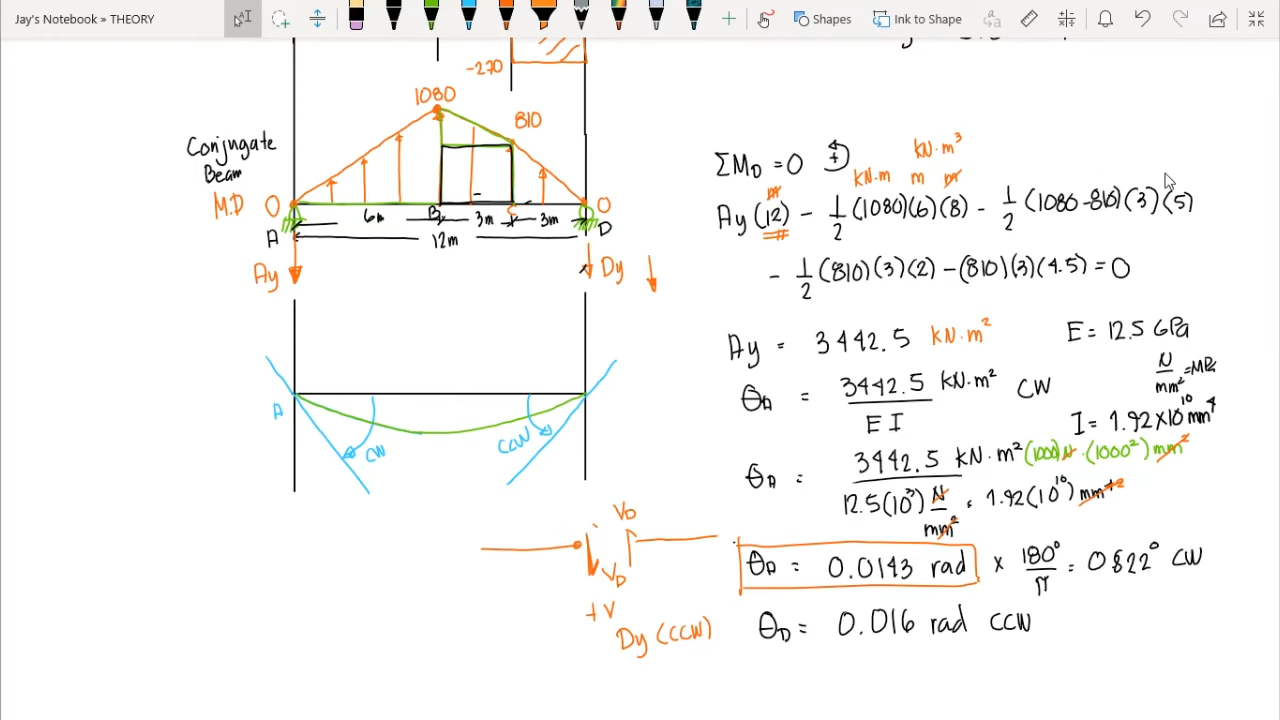 Jay's Notebook » THEORY
Shapes
Ink to Shape
-270
1080
810
Conjugate
Beam
M.D
0
0
6m
B
3m
C
3m
A
D
12m
Ay
Dy
A
CW
CCW
VD
VD
+V
Dy (CCW)
ΣMD = 0 +
kN·m³
kN·m m m
Ay (12) - 1/2 (1080)(6)(8) - 1/2 (1080-810)(3)(5)
- 1/2 (810)(3)(2) - (810)(3)(4.5) = 0
Ay = 3442.5 kN·m²
E = 12.5 GPa
N/mm² = MPa
θA = 3442.5 kN·m² / EI CW
I = 1.92 x 10¹⁰ mm⁴
θA = 3442.5 kN·m² (1000)N·(1000²) mm² / 12.5(10³) N/mm² · 1.92(10¹⁰) mm⁴²
θA = 0.0143 rad x 180°/π = 0.822° CW
θD = 0.016 rad CCW